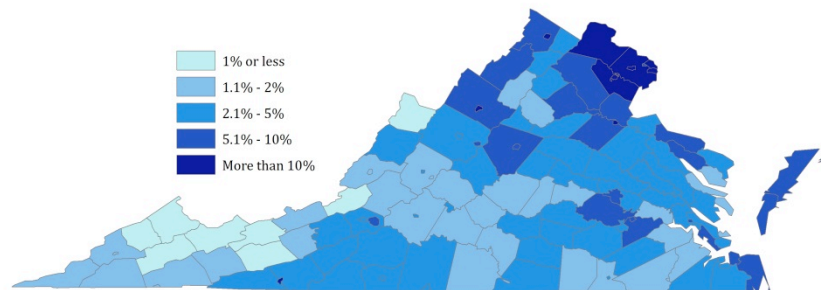 1% or less
1.1% - 2%
2.1% - 5%
5.1% - 10%
More than 10%